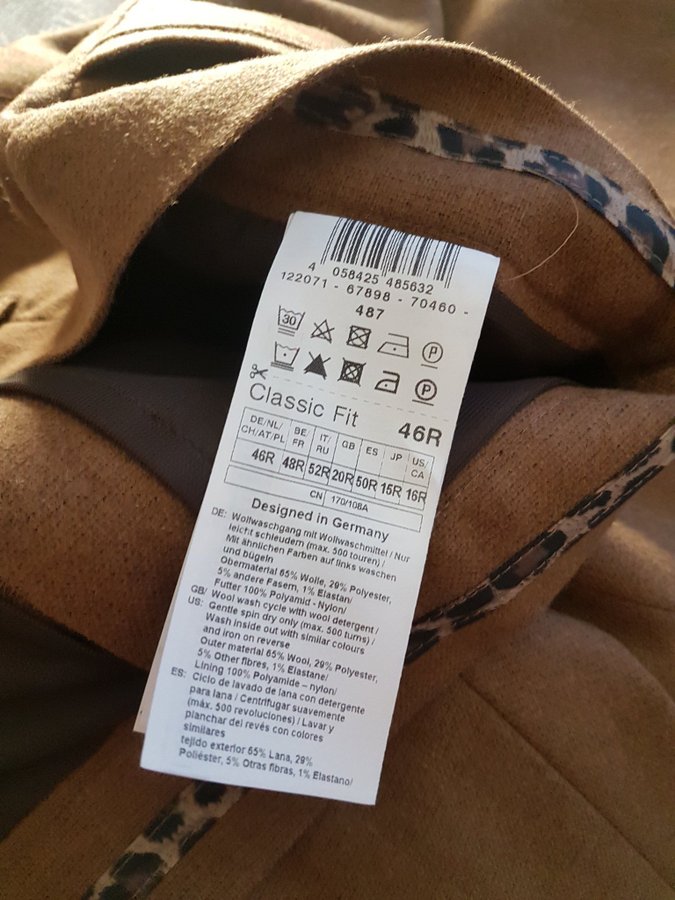 4 058425 485632
122071 - 67898 - 70460 -
487
30
P
P
Classic Fit 46R
DE/NL/ CH/AT/PL BE FR IT/ RU GB ES JP US/ CA
46R 48R 52R 20R 50R 15R 16R
CN 170/108A
Designed in Germany
DE: Wollwaschgang mit Wollwaschmittel / Nur
leicht schleudern (max. 500 touren) /
Mit ähnlichen Farben auf links waschen
und bügeln
Obermaterial 65% Wolle, 29% Polyester,
5% andere Fasern, 1% Elastan/
Futter 100% Polyamid - Nylon/
GB/ Wool wash cycle with wool detergent /
US: Gentle spin dry only (max. 500 turns) /
Wash inside out with similar colours
and iron on reverse
Outer material 65% Wool, 29% Polyester,
5% Other fibres, 1% Elastane/
Lining 100% Polyamide – nylon/
ES: Ciclo de lavado de lana con detergente
para lana / Centrifugar suavemente
(máx. 500 revoluciones) / Lavar y
planchar del revés con colores
similares
tejido exterior 65% Lana, 29%
Poliéster, 5% Otras fibras, 1% Elastano/